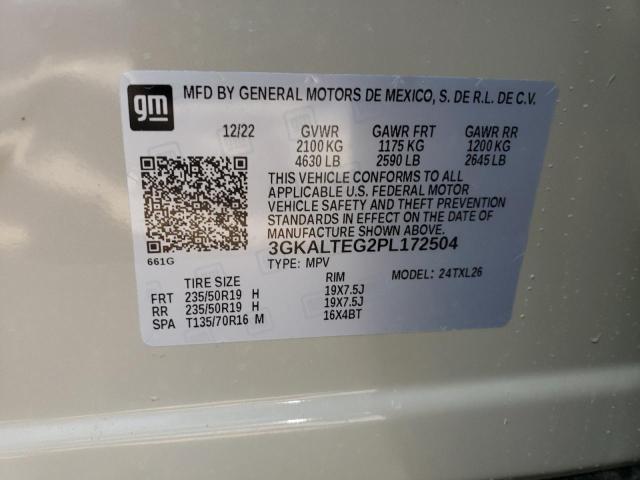 gm
MFD BY GENERAL MOTORS DE MEXICO, S. DE R.L. DE C.V.
12/22 GVWR GAWR FRT GAWR RR
2100 KG 1175 KG 1200 KG
4630 LB 2590 LB 2645 LB
THIS VEHICLE CONFORMS TO ALL
APPLICABLE U.S. FEDERAL MOTOR
VEHICLE SAFETY AND THEFT PREVENTION
STANDARDS IN EFFECT ON THE DATE OF
MANUFACTURE SHOWN ABOVE.
3GKALTEG2PL172504
661G
TYPE: MPV MODEL: 24TXL26
TIRE SIZE RIM
FRT 235/50R19 H 19X7.5J
RR 235/50R19 H 19X7.5J
SPA T135/70R16 M 16X4BT